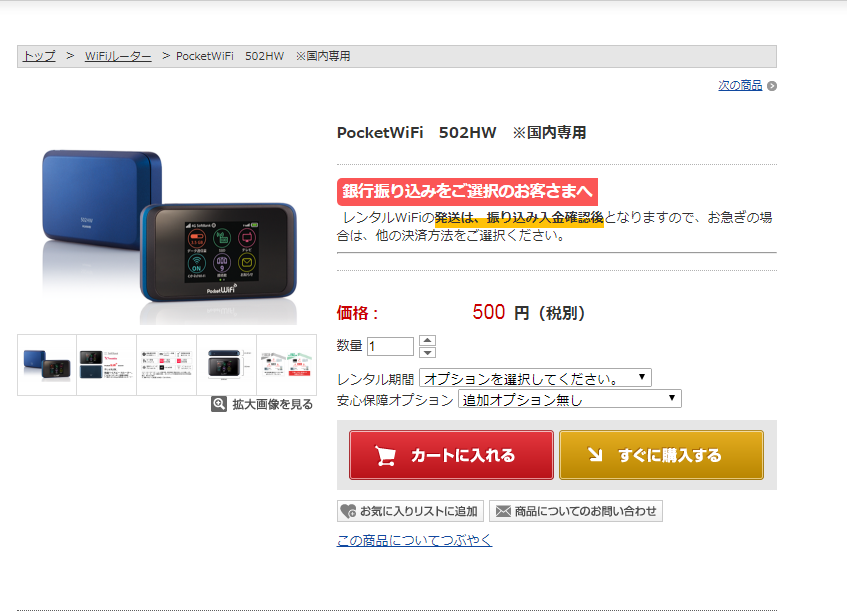 トップ > WiFiルーター > PocketWiFi 502HW ※国内専用
次の商品
PocketWiFi 502HW ※国内専用
銀行振り込みをご選択のお客さまへ
レンタルWiFiの発送は、振り込み入金確認後となりますので、お急ぎの場
合は、他の決済方法をご選択ください。
502HW
PocketWiFi
価格： 500 円（税別）
数量 1
レンタル期間 オプションを選択してください。
安心保障オプション 追加オプション無し
拡大画像を見る
カートに入れる すぐに購入する
お気に入りリストに追加 商品についてのお問い合わせ
この商品についてつぶやく